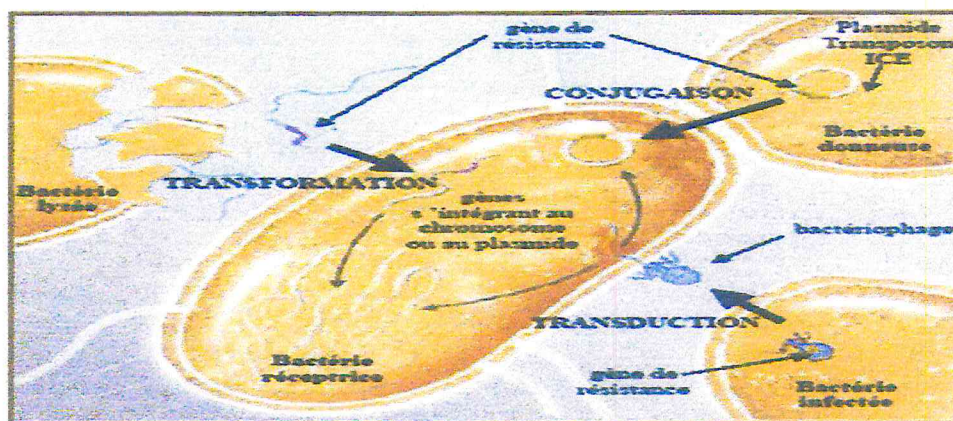 gène de
résistance
Plasmide
Transposon
ICE
CONJUGAISON
Bactérie
donneuse
Bactérie
lysée
TRANSFORMATION
gènes
s'intégrant au
chromosome
ou au plasmide
bactériophage
TRANSDUCTION
Bactérie
réceptrice
gène de
résistance
Bactérie
infectée